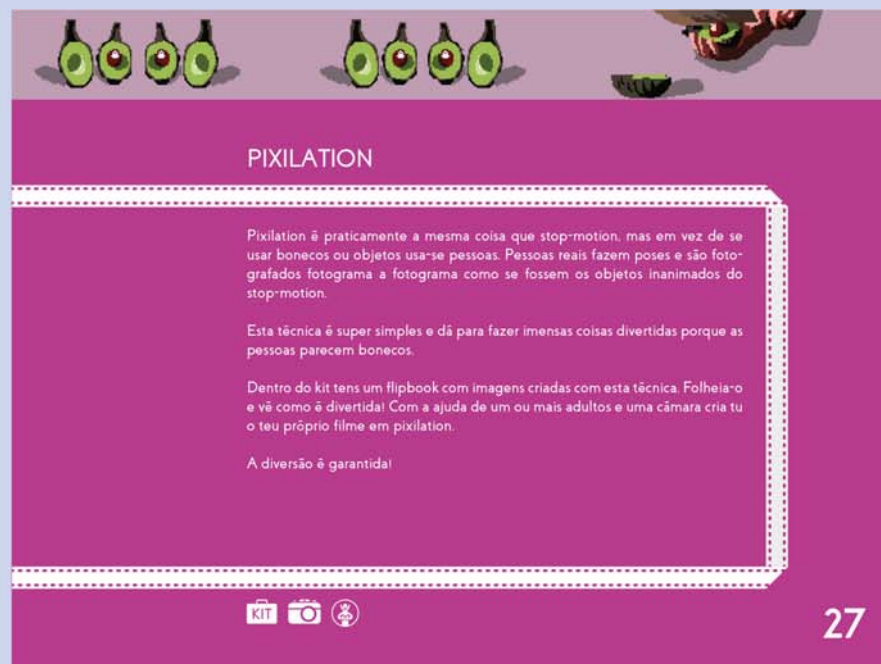 PIXILATION
Pixilation é praticamente a mesma coisa que stop-motion, mas em vez de se
usar bonecos ou objetos usa-se pessoas. Pessoas reais fazem poses e são foto-
grafados fotograma a fotograma como se fossem os objetos inanimados do
stop-motion.
Esta técnica é super simples e dá para fazer imensas coisas divertidas porque as
pessoas parecem bonecos.
Dentro do kit tens um flipbook com imagens criadas com esta técnica. Folheia-o
e vê como é divertida! Com a ajuda de um ou mais adultos e uma câmara cria tu
o teu próprio filme em pixilation.
A diversão é garantida!
KIT
27